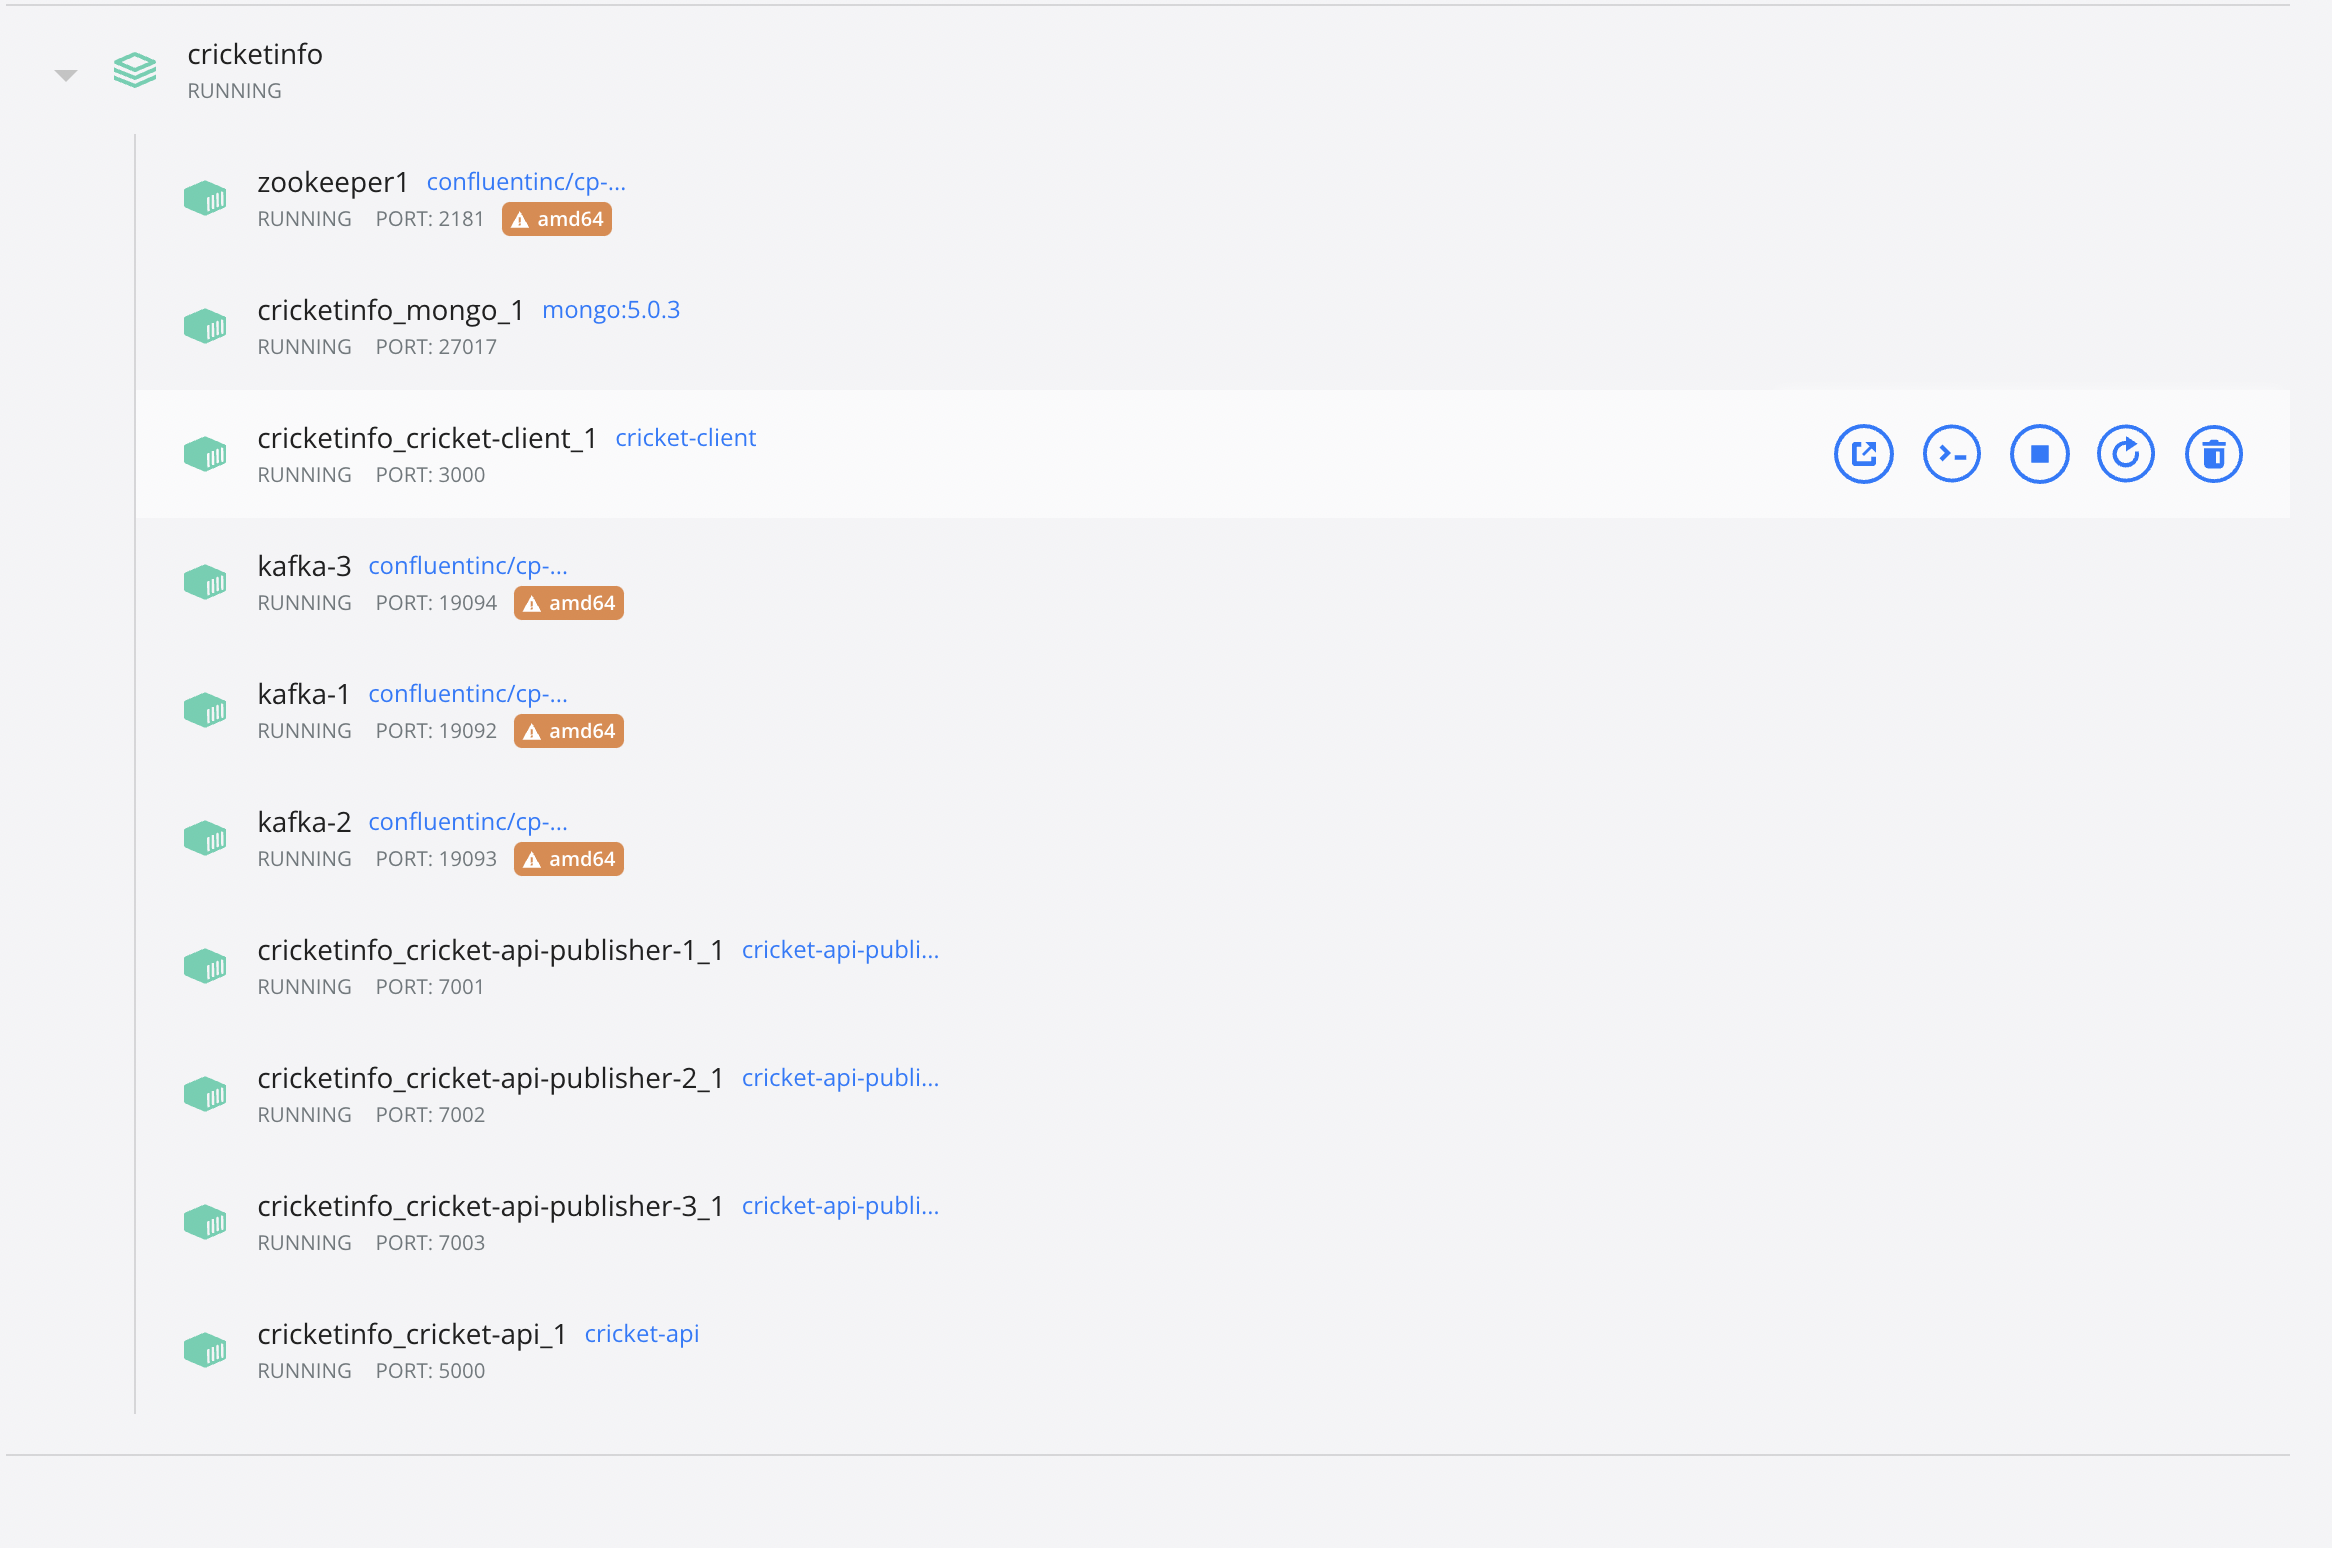 cricketinfo
RUNNING
zookeeper1 confluentinc/cp-...
RUNNING PORT: 2181 amd64
cricketinfo_mongo_1 mongo:5.0.3
RUNNING PORT: 27017
cricketinfo_cricket-client_1 cricket-client
RUNNING PORT: 3000
kafka-3 confluentinc/cp-...
RUNNING PORT: 19094 amd64
kafka-1 confluentinc/cp-...
RUNNING PORT: 19092 amd64
kafka-2 confluentinc/cp-...
RUNNING PORT: 19093 amd64
cricketinfo_cricket-api-publisher-1_1 cricket-api-publi...
RUNNING PORT: 7001
cricketinfo_cricket-api-publisher-2_1 cricket-api-publi...
RUNNING PORT: 7002
cricketinfo_cricket-api-publisher-3_1 cricket-api-publi...
RUNNING PORT: 7003
cricketinfo_cricket-api_1 cricket-api
RUNNING PORT: 5000